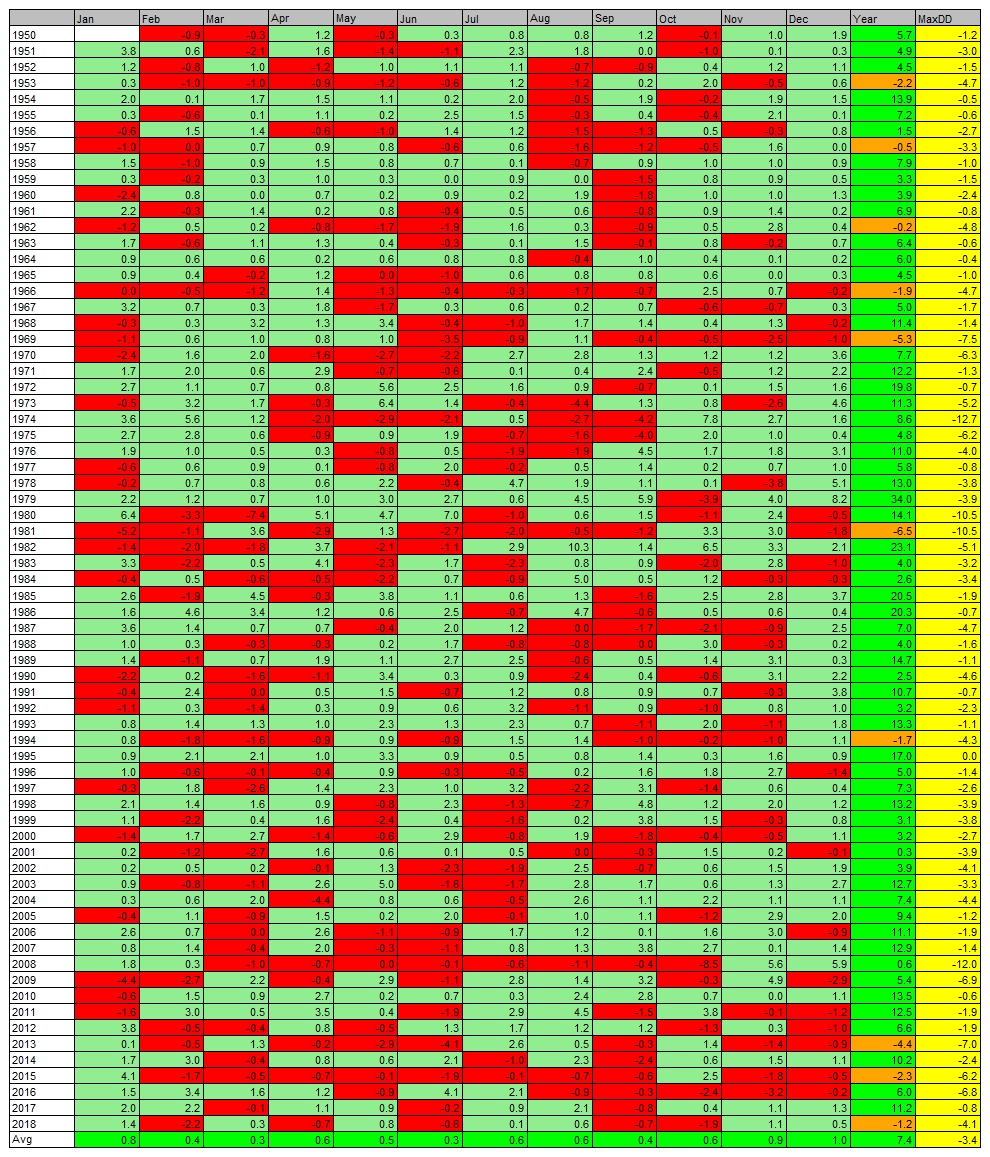 Jan Feb Mar Apr May Jun Jul Aug Sep Oct Nov Dec Year MaxDD
1950 -0.9 -0.3 1.2 -0.3 0.3 0.8 0.8 1.2 -0.1 1.0 1.9 5.7 -1.2
1951 3.8 0.6 -2.1 1.6 -1.4 -1.1 2.3 1.8 0.0 -1.0 0.1 0.3 4.9 -3.0
1952 1.2 -0.8 1.0 -1.2 1.0 1.1 1.1 -0.7 -0.9 0.4 1.2 1.1 4.5 -1.5
1953 0.3 -1.0 -1.0 -0.9 -1.2 -0.6 1.2 -1.2 0.2 2.0 -0.5 0.6 -2.2 -4.7
1954 2.0 0.1 1.7 1.5 1.1 0.2 2.0 -0.5 1.9 -0.2 1.9 1.5 13.9 -0.5
1955 0.3 -0.6 0.1 1.1 0.2 2.5 1.5 -0.3 0.4 -0.4 2.1 0.1 7.2 -0.6
1956 -0.6 1.5 1.4 -0.6 -1.0 1.4 1.2 -1.5 -1.3 0.5 -0.3 0.8 1.5 -2.7
1957 -1.0 0.0 0.7 0.9 0.8 -0.6 0.6 -1.6 -1.2 -0.5 1.6 0.0 -0.5 -3.3
1958 1.5 -1.0 0.9 1.5 0.8 0.7 0.1 -0.7 0.9 1.0 1.0 0.9 7.9 -1.0
1959 0.3 -0.2 0.3 1.0 0.3 0.0 0.9 0.0 -1.5 0.8 0.9 0.5 3.3 -1.5
1960 -2.4 0.8 0.0 0.7 0.2 0.9 0.2 1.9 -1.8 1.0 1.0 1.3 3.9 -2.4
1961 2.2 -0.3 1.4 0.2 0.8 -0.4 0.5 0.6 -0.8 0.9 1.4 0.2 6.9 -0.8
1962 -1.2 0.5 0.2 -0.8 -1.7 -1.9 1.6 0.3 -0.9 0.5 2.8 0.4 -0.2 -4.8
1963 1.7 -0.6 1.1 1.3 0.4 -0.3 0.1 1.5 -0.1 0.8 -0.2 0.7 6.4 -0.6
1964 0.9 0.6 0.6 0.2 0.6 0.8 0.8 -0.4 1.0 0.4 0.1 0.2 6.0 -0.4
1965 0.9 0.4 -0.2 1.2 0.0 -1.0 0.6 0.8 0.8 0.6 0.0 0.3 4.5 -1.0
1966 0.0 -0.5 -1.2 1.4 -1.3 -0.4 -0.3 -1.7 -0.7 2.5 0.7 -0.2 -1.9 -4.7
1967 3.2 0.7 0.3 1.8 -1.7 0.3 0.6 0.2 0.7 -0.6 -0.7 0.3 5.0 -1.7
1968 -0.3 0.3 3.2 1.3 3.4 -0.4 -1.0 1.7 1.4 0.4 1.3 -0.2 11.4 -1.4
1969 -1.1 0.6 1.0 0.8 1.0 -3.5 -0.9 1.1 -0.4 -0.5 -2.5 -1.0 -5.3 -7.5
1970 -2.4 1.6 2.0 -1.6 -2.7 -2.2 2.7 2.8 1.3 1.2 1.2 3.6 7.7 -6.3
1971 1.7 2.0 0.6 2.9 -0.7 -0.6 0.1 0.4 2.4 -0.5 1.2 2.2 12.2 -1.3
1972 2.7 1.1 0.7 0.8 5.6 2.5 1.6 0.9 -0.7 0.1 1.5 1.6 19.8 -0.7
1973 -0.5 3.2 1.7 -0.3 6.4 1.4 -0.4 -4.4 1.3 0.8 -2.6 4.6 11.3 -5.2
1974 3.6 5.6 1.2 -2.0 -2.9 -2.1 0.5 -2.7 -4.2 7.8 2.7 1.6 8.6 -12.7
1975 2.7 2.8 0.6 -0.9 0.9 1.9 -0.7 -1.6 -4.0 2.0 1.0 0.4 4.8 -6.2
1976 1.9 1.0 0.5 0.3 -0.8 0.5 -1.9 -1.9 4.5 1.7 1.8 3.1 11.0 -4.0
1977 -0.6 0.6 0.9 0.1 -0.8 2.0 -0.2 0.5 1.4 0.2 0.7 1.0 5.8 -0.8
1978 -0.2 0.7 0.8 0.6 2.2 -0.4 4.7 1.9 1.1 0.1 -3.8 5.1 13.0 -3.8
1979 2.2 1.2 0.7 1.0 3.0 2.7 0.6 4.5 5.9 -3.9 4.0 8.2 34.0 -3.9
1980 6.4 -3.3 -7.4 5.1 4.7 7.0 -1.0 0.6 1.5 -1.1 2.4 -0.5 14.1 -10.5
1981 -5.2 -1.1 3.6 -2.9 1.3 -2.7 -2.0 -0.5 -1.2 3.3 3.0 -1.8 -6.5 -10.5
1982 -1.4 -2.0 -1.8 3.7 -2.1 -1.1 2.9 10.3 1.4 6.5 3.3 2.1 23.1 -5.1
1983 3.3 -2.2 0.5 4.1 -2.3 1.7 -2.3 0.8 0.9 -2.0 2.8 -1.0 4.0 -3.2
1984 -0.4 0.5 -0.6 -0.5 -2.2 0.7 -0.9 5.0 0.5 1.2 -0.3 -0.3 2.6 -3.4
1985 2.6 -1.9 4.5 -0.3 3.8 1.1 0.6 1.3 -1.6 2.5 2.8 3.7 20.5 -1.9
1986 1.6 4.6 3.4 1.2 0.6 2.5 -0.7 4.7 -0.6 0.5 0.6 0.4 20.3 -0.7
1987 3.6 1.4 0.7 0.7 -0.4 2.0 1.2 0.0 -1.7 -2.1 -0.9 2.5 7.0 -4.7
1988 1.0 0.3 -0.3 -0.3 0.2 1.7 -0.8 -0.8 0.0 3.0 -0.3 0.2 4.0 -1.6
1989 1.4 -1.1 0.7 1.9 1.1 2.7 2.5 -0.6 0.5 1.4 3.1 0.3 14.7 -1.1
1990 -2.2 0.2 -1.6 -1.1 3.4 0.3 0.9 -2.4 0.4 -0.6 3.1 2.2 2.5 -4.6
1991 -0.4 2.4 0.0 0.5 1.5 -0.7 1.2 0.8 0.9 0.7 -0.3 3.8 10.7 -0.7
1992 -1.1 0.3 -1.4 0.3 0.9 0.6 3.2 -1.1 0.9 -1.0 0.8 1.0 3.2 -2.3
1993 0.8 1.4 1.3 1.0 2.3 1.3 2.3 0.7 -1.1 2.0 -1.1 1.8 13.3 -1.1
1994 0.8 -1.8 -1.6 -0.9 0.9 -0.9 1.5 1.4 -1.0 -0.2 -1.0 1.1 -1.7 -4.3
1995 0.9 2.1 2.1 1.0 3.3 0.9 0.5 0.8 1.4 0.3 1.6 0.9 17.0 0.0
1996 1.0 -0.6 -0.1 -0.4 0.9 -0.3 -0.5 0.2 1.6 1.8 2.7 -1.4 5.0 -1.4
1997 -0.3 1.8 -2.6 1.4 2.3 1.0 3.2 -2.2 3.1 -1.4 0.6 0.4 7.3 -2.6
1998 2.1 1.4 1.6 0.9 -0.8 2.3 -1.3 -2.7 4.8 1.2 2.0 1.2 13.2 -3.9
1999 1.1 -2.2 0.4 1.6 -2.4 0.4 -1.6 0.2 3.8 1.5 -0.3 0.8 3.1 -3.8
2000 -1.4 1.7 2.7 -1.4 -0.6 2.9 -0.8 1.9 -1.8 -0.4 -0.5 1.1 3.2 -2.7
2001 0.2 -1.2 -2.7 1.6 0.6 0.1 0.5 0.0 -0.3 1.5 0.2 -0.1 0.3 -3.9
2002 0.2 0.5 0.2 -0.1 1.3 -2.3 -1.9 2.5 -0.7 0.6 1.5 1.9 3.9 -4.1
2003 0.9 -0.8 -1.1 2.6 5.0 -1.6 -1.7 2.8 1.7 0.6 1.3 2.7 12.7 -3.3
2004 0.3 0.6 2.0 -4.4 0.8 0.6 -0.5 2.6 1.1 2.2 1.1 1.1 7.4 -4.4
2005 -0.4 1.1 -0.9 1.5 0.2 2.0 -0.1 1.0 1.1 -1.2 2.9 2.0 9.4 -1.2
2006 2.6 0.7 0.0 2.6 -1.1 -0.9 1.7 1.2 0.1 1.6 3.0 -0.9 11.1 -1.9
2007 0.8 1.4 -0.4 2.0 -0.3 -1.1 0.8 1.3 3.8 2.7 0.1 1.4 12.9 -1.4
2008 1.8 0.3 -1.0 -0.7 0.0 -0.1 -0.6 -1.1 -0.4 -8.5 5.6 5.9 0.6 -12.0
2009 -4.4 -2.7 2.2 -0.4 2.9 -1.1 2.8 1.4 3.2 -0.3 4.9 -2.9 5.4 -6.9
2010 -0.6 1.5 0.9 2.7 0.2 0.7 0.3 2.4 2.8 0.7 0.0 1.1 13.5 -0.6
2011 -1.6 3.0 0.5 3.5 0.4 -1.9 2.9 4.5 -1.5 3.8 -0.1 -1.2 12.5 -1.9
2012 3.8 -0.5 -0.4 0.8 -0.5 1.3 1.7 1.2 1.2 -1.3 0.3 -1.0 6.6 -1.9
2013 0.1 -0.5 1.3 -0.2 -2.9 -4.1 2.6 0.5 -0.3 1.4 -1.4 -0.9 -4.4 -7.0
2014 1.7 3.0 -0.4 0.8 0.6 2.1 -1.0 2.3 -2.4 0.6 1.5 1.1 10.2 -2.4
2015 4.1 -1.7 -0.5 -0.7 -0.1 -1.9 -0.1 -0.7 -0.6 2.5 -1.8 -0.5 -2.3 -6.2
2016 1.5 3.4 1.6 1.2 -0.9 4.1 2.1 -0.9 -0.3 -2.4 -3.2 -0.2 6.0 -6.8
2017 2.0 2.2 -0.1 1.1 0.9 -0.2 0.9 2.1 -0.8 0.4 1.1 1.3 11.2 -0.8
2018 1.4 -2.2 0.3 -0.7 0.8 -0.6 0.1 0.6 -0.7 -1.9 1.1 0.5 -1.2 -4.1
Avg 0.8 0.4 0.3 0.6 0.5 0.3 0.6 0.6 0.4 0.6 0.9 1.0 7.4 -3.4